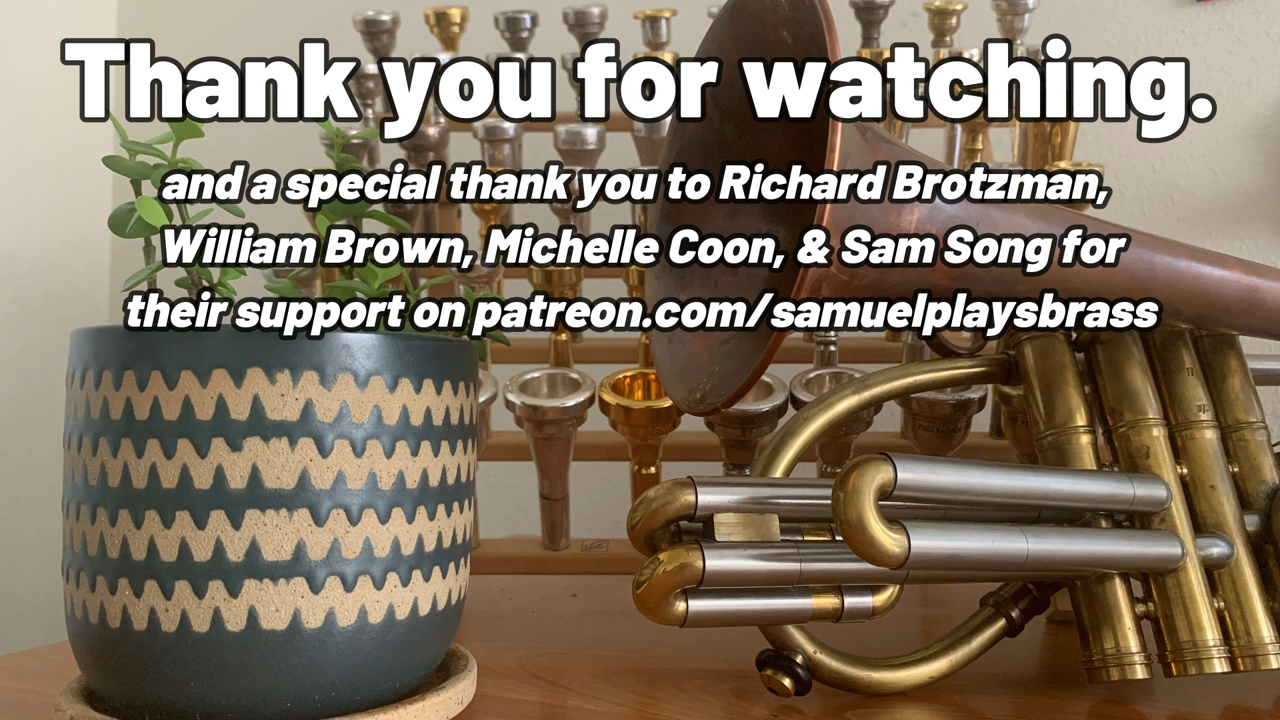 Thank you for watching.
and a special thank you to Richard Brotzman,
William Brown, Michelle Coon, & Sam Song for
their support on patreon.com/samuelplaysbrass